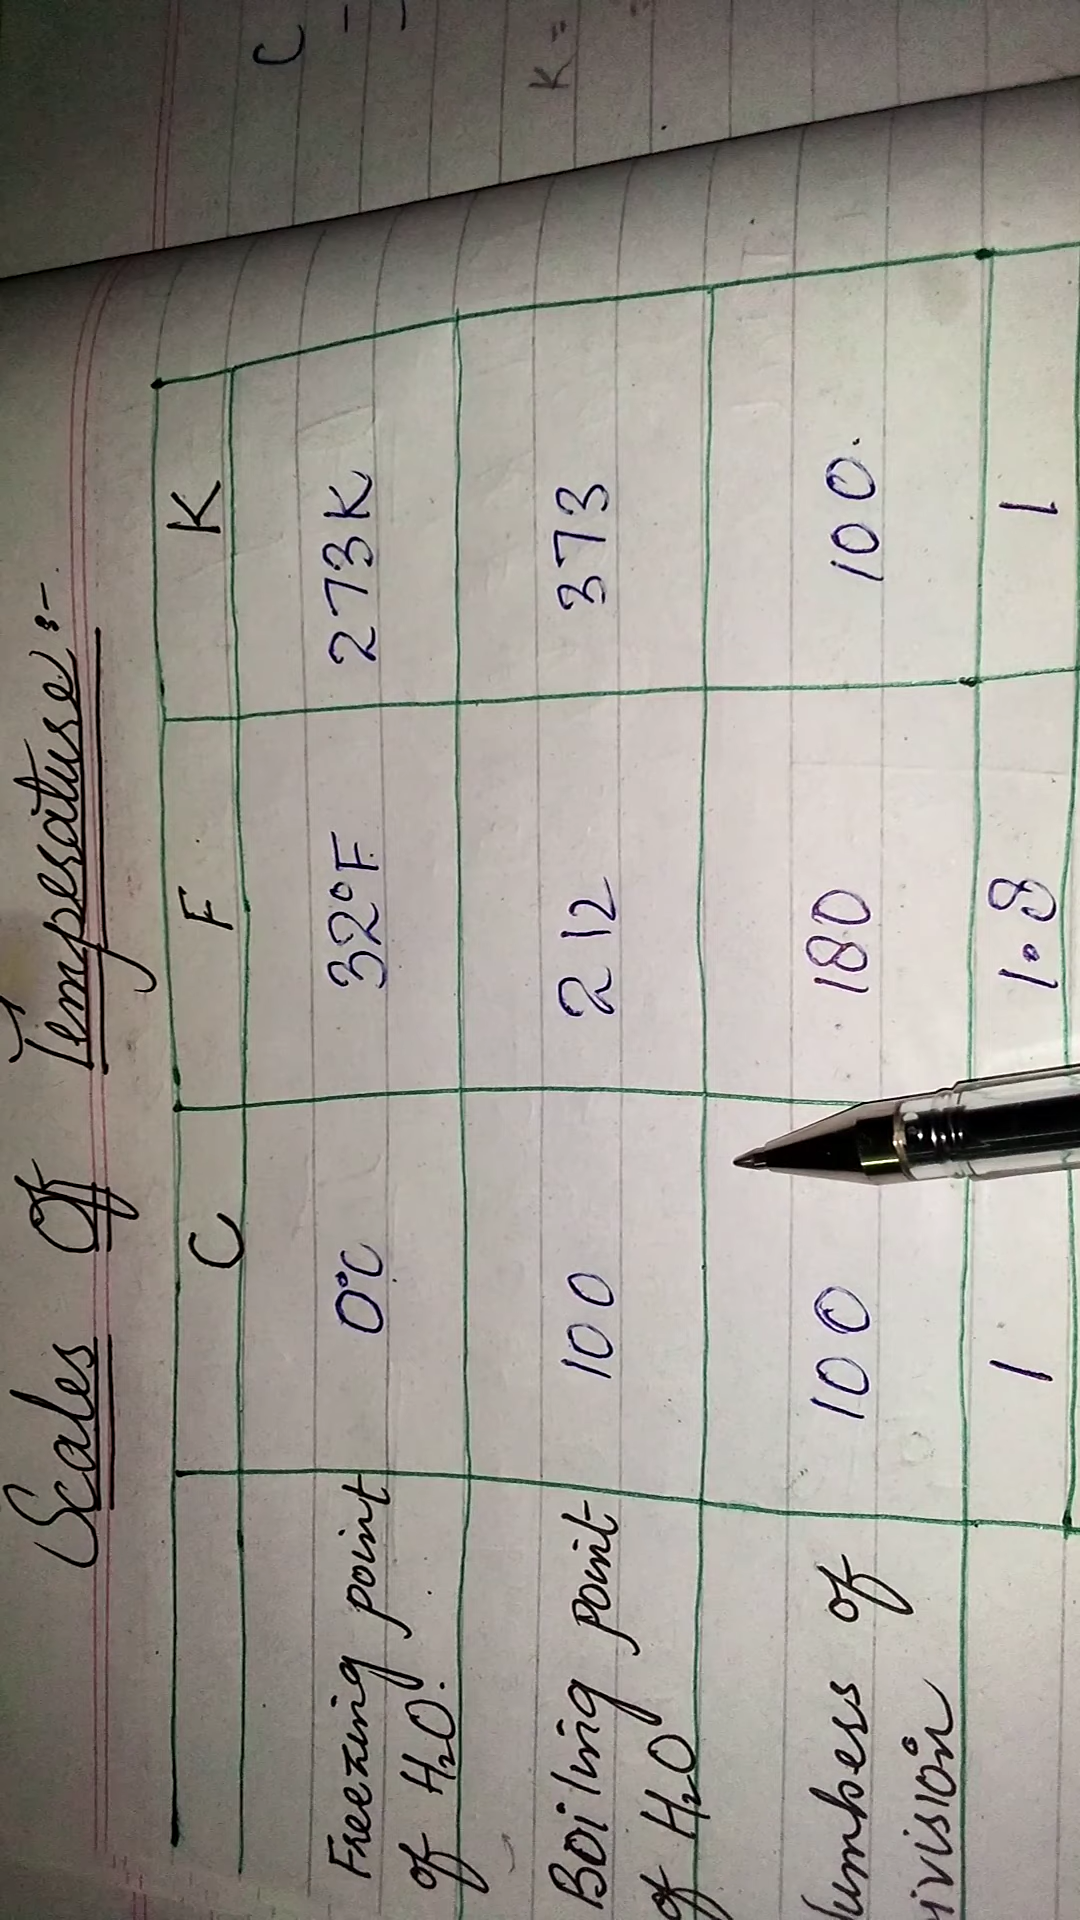 Scales Of Temperature:-
C F K
Freezing point 0°C 32°F 273K
of H₂O.
Boiling point 100 212 373
of H₂O
umbers of 100 180 100.
ivision
1 1.8 1
C
K=